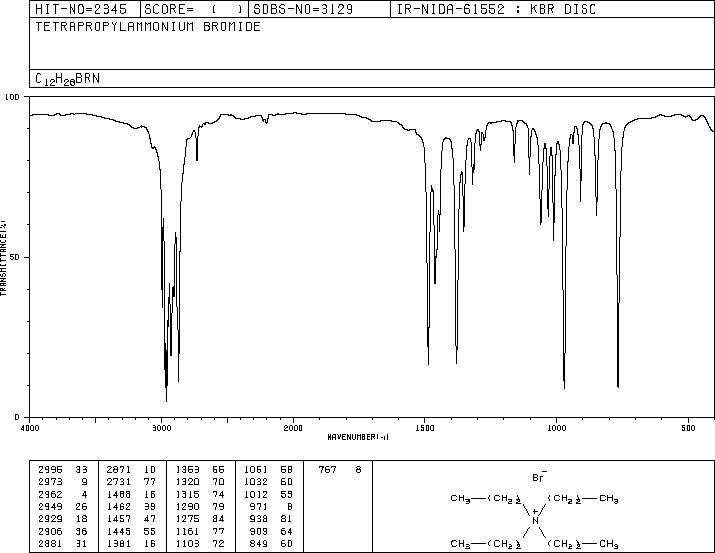 HIT-NO=2345 SCORE= ( ) SDBS-NO=3129 IR-NIDA-61552 : KBR DISC
TETRAPROPYLAMMONIUM BROMIDE
C12H28BRN
100
50
0
TRANSMITTANCE(%)
4000 3000 2000 1500 1000 500
WAVENUMBER(-1)
2995 33 2871 10 1353 55 1051 58 767 8
2973 9 2731 77 1320 70 1032 60
2962 4 1488 16 1315 74 1012 53
2949 26 1462 39 1290 79 971 8
2929 18 1457 47 1275 84 938 81
2906 36 1445 55 1161 77 909 64
2881 31 1381 16 1103 72 849 60
Br−
CH3 (CH2)2 (CH2)2 CH3
N+
CH3 (CH2)2 (CH2)2 CH3